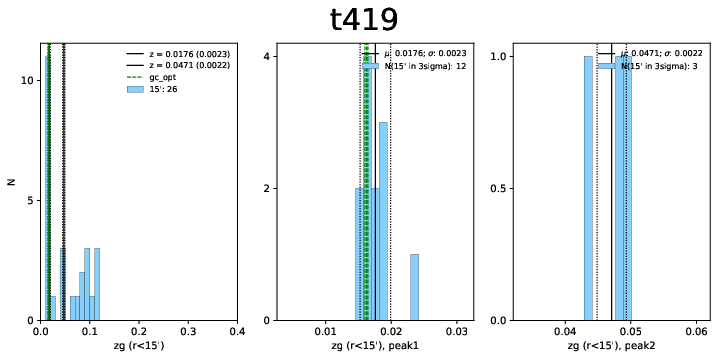 t419
z = 0.0176 (0.0023)
z = 0.0471 (0.0022)
gc_opt
15': 26
N
10
5
0
0.0 0.1 0.2 0.3 0.4
zg (r<15')
μ: 0.0176; σ: 0.0023
N(15' in 3sigma): 12
4
2
0
0.01 0.02 0.03
zg (r<15'), peak1
μ: 0.0471; σ: 0.0022
N(15' in 3sigma): 3
1.0
0.5
0.0
0.04 0.05 0.06
zg (r<15'), peak2